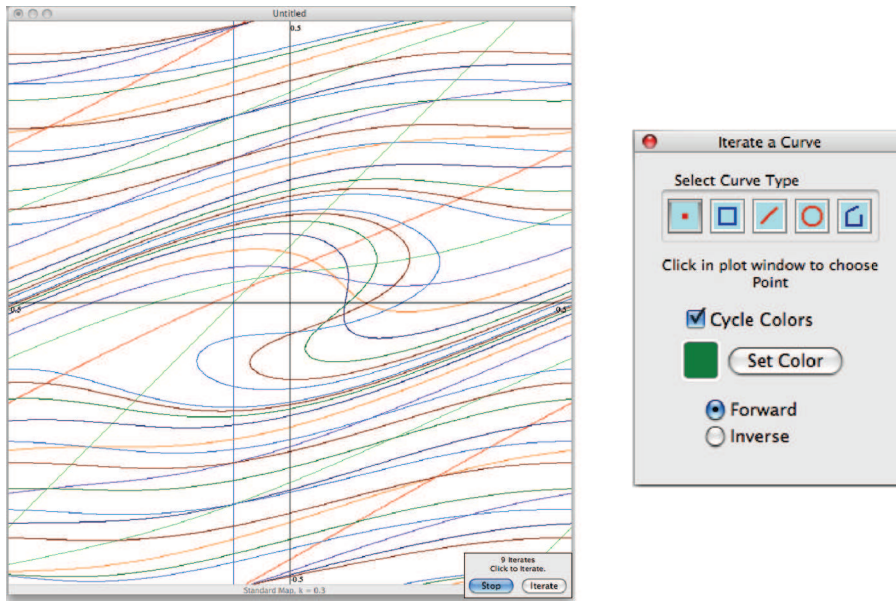 Untitled
0.5
0.5
0.5
0.5
9 Iterates
Click to Iterate.
Stop
Iterate
Standard Map, k = 0.3
Iterate a Curve
Select Curve Type
Click in plot window to choose
Point
Cycle Colors
Set Color
Forward
Inverse